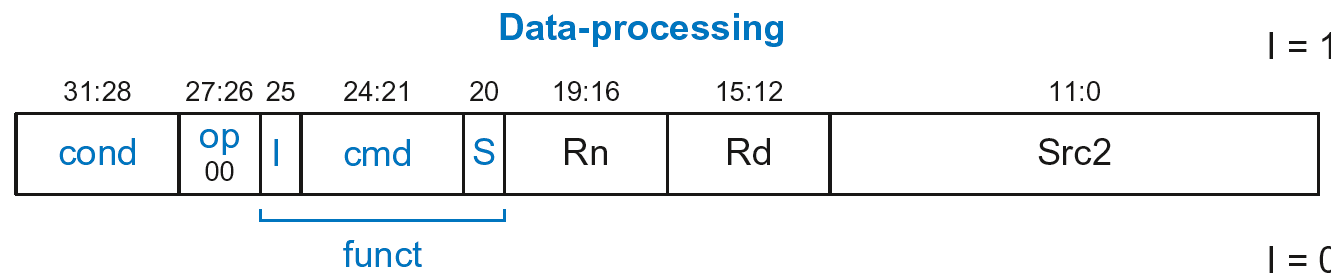 Data-processing
I = 1
31:28 27:26 25 24:21 20 19:16 15:12 11:0
cond op I cmd S Rn Rd Src2
00
funct
I = 0